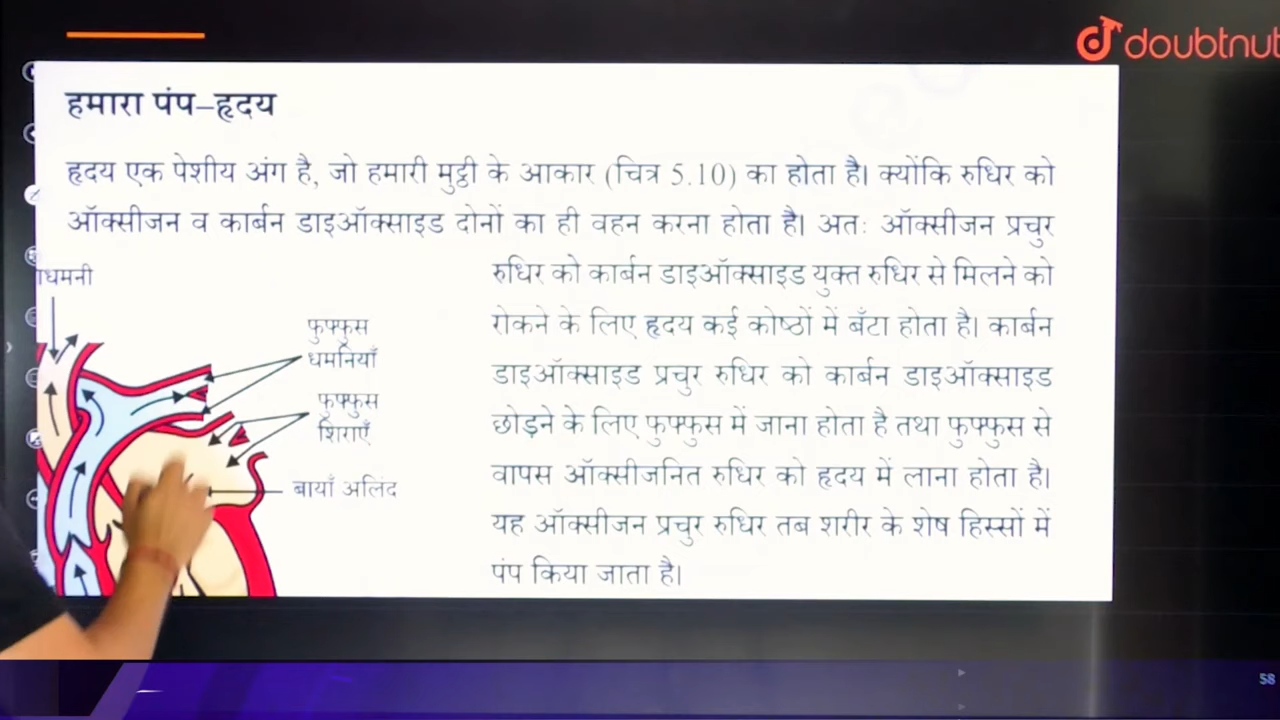 doubtnut
हमारा पंप–हृदय
हृदय एक पेशीय अंग है, जो हमारी मुट्ठी के आकार (चित्र 5.10) का होता है। क्योंकि रुधिर को
ऑक्सीजन व कार्बन डाइऑक्साइड दोनों का ही वहन करना होता है। अतः ऑक्सीजन प्रचुर
रुधिर को कार्बन डाइऑक्साइड युक्त रुधिर से मिलने को
रोकने के लिए हृदय कई कोष्ठों में बँटा होता है। कार्बन
डाइऑक्साइड प्रचुर रुधिर को कार्बन डाइऑक्साइड
छोड़ने के लिए फुफ्फुस में जाना होता है तथा फुफ्फुस से
वापस ऑक्सीजनित रुधिर को हृदय में लाना होता है।
यह ऑक्सीजन प्रचुर रुधिर तब शरीर के शेष हिस्सों में
पंप किया जाता है।
धमनी
फुफ्फुस
धमनियाँ
फुफ्फुस
शिराएँ
बायाँ अलिंद
58